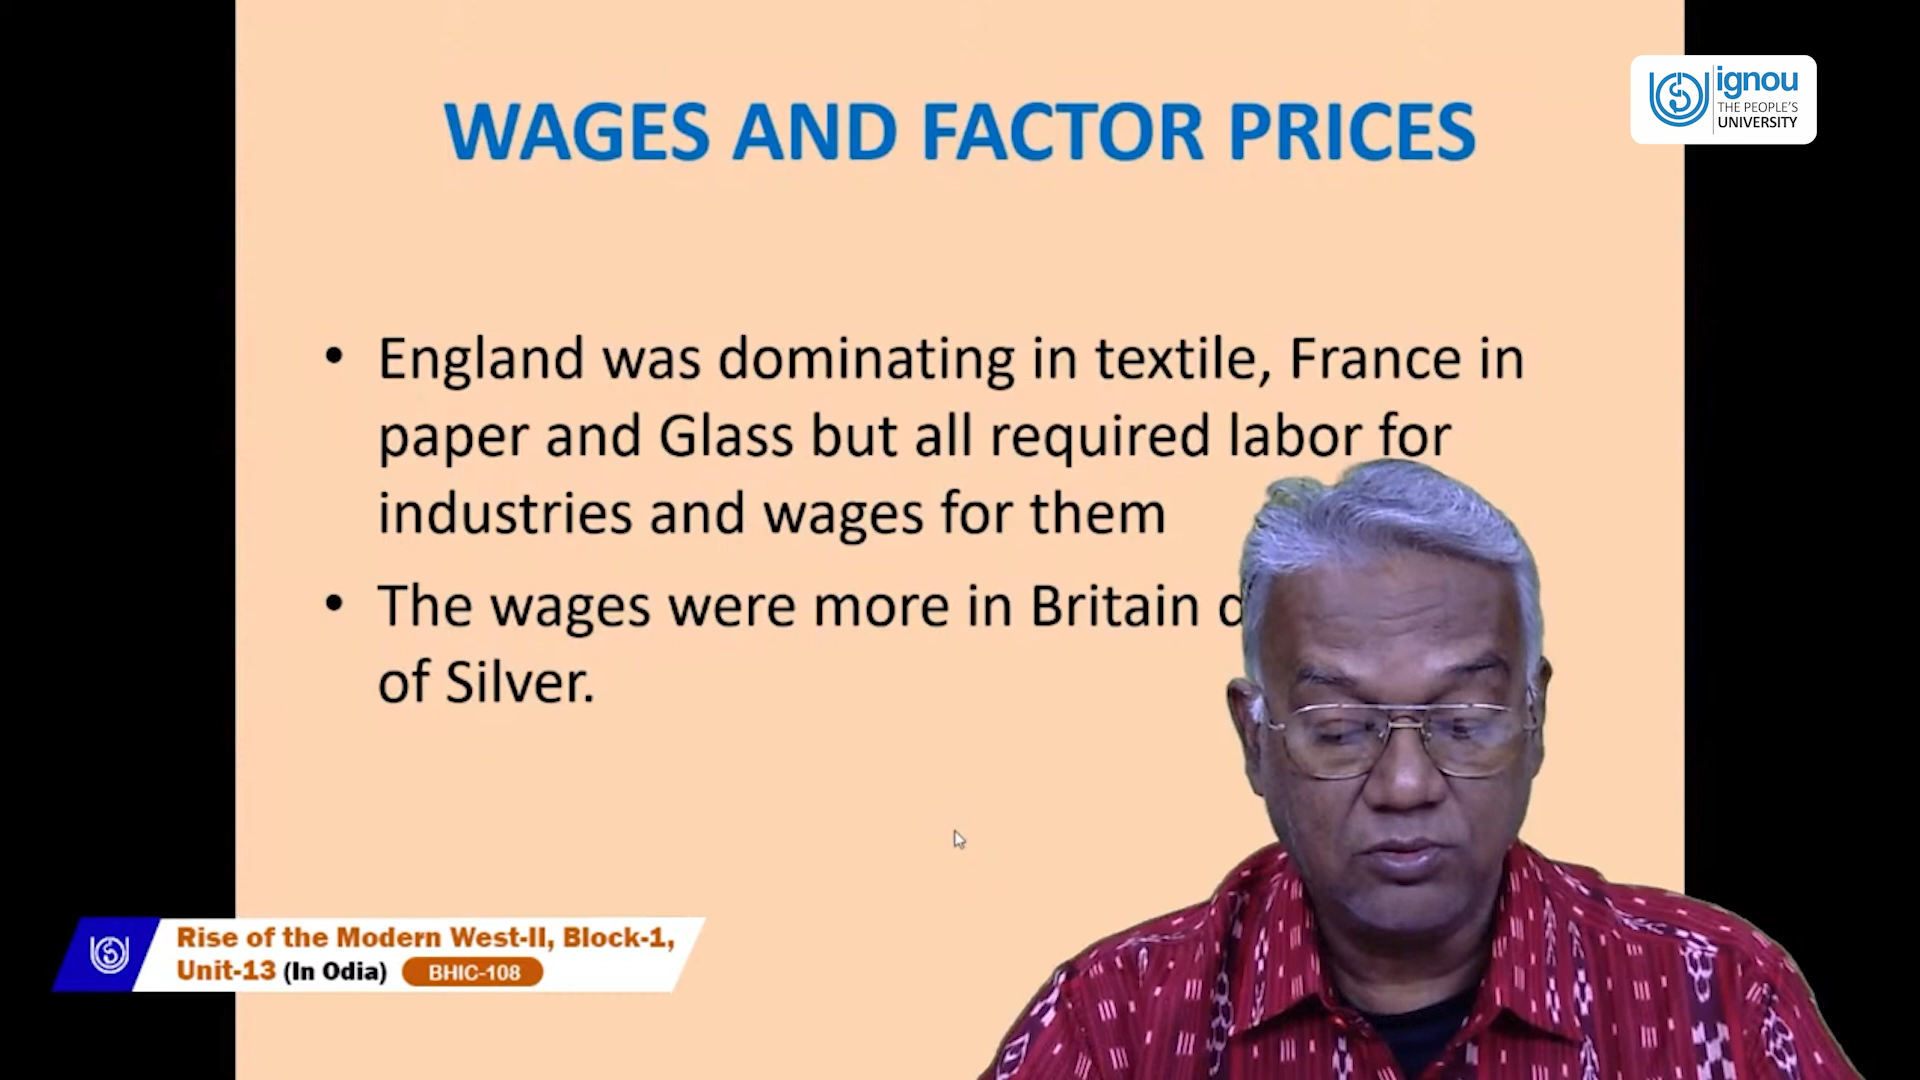 WAGES AND FACTOR PRICES
ignou
THE PEOPLE'S
UNIVERSITY
• England was dominating in textile, France in
paper and Glass but all required labor for
industries and wages for them
• The wages were more in Britain
of Silver.
Rise of the Modern West-II, Block-1,
Unit-13 (In Odia) BHIC-108